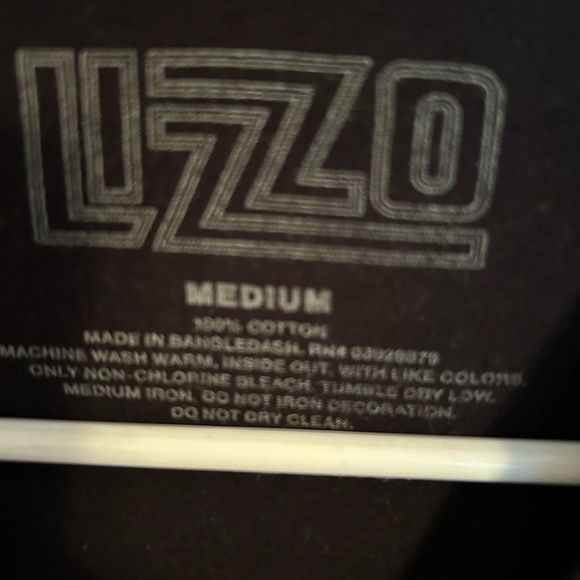 LIZZO
MEDIUM
100% COTTON
MADE IN BANGLEDASH. RN#
MACHINE WASH WARM, INSIDE OUT, WITH LIKE COLORS.
ONLY NON-CHLORINE BLEACH. TUMBLE DRY LOW.
MEDIUM IRON. DO NOT IRON DECORATION.
DO NOT DRY CLEAN.